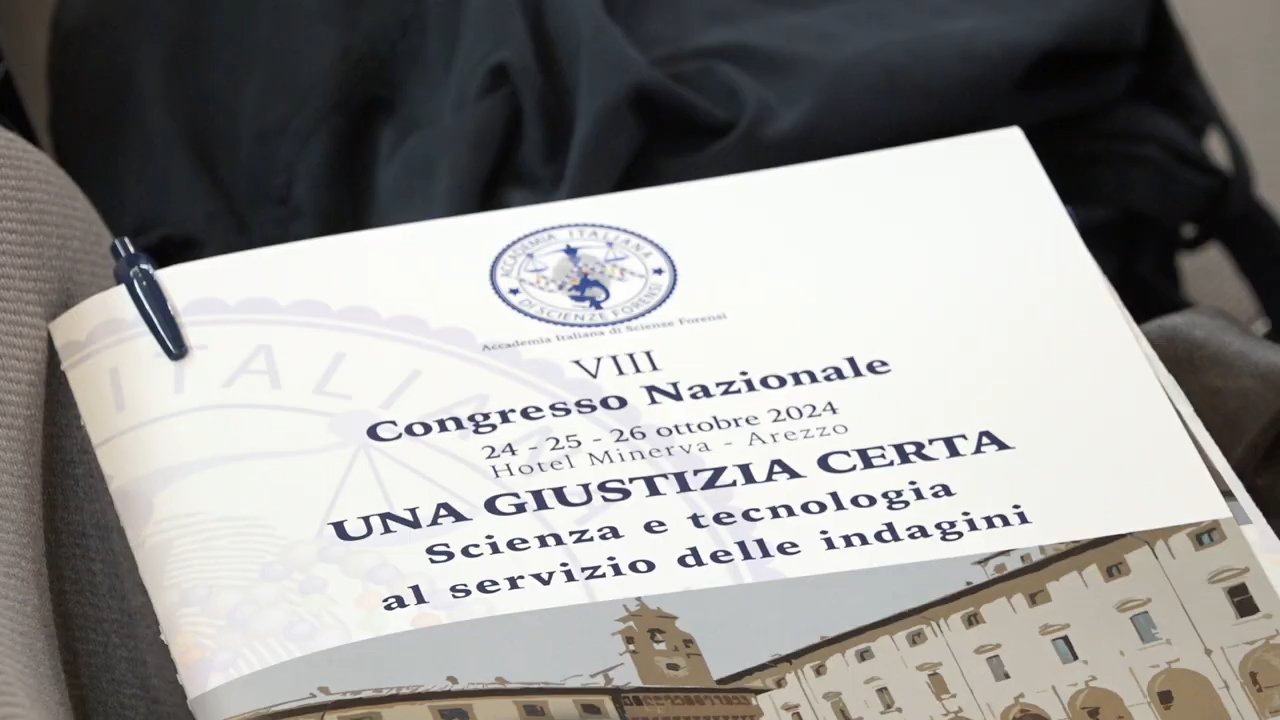 ACCADEMIA ITALIANA
DI SCIENZE FORENSI
Accademia Italiana di Scienze Forensi
VIII
Congresso Nazionale
24 - 25 - 26 ottobre 2024
Hotel Minerva - Arezzo
UNA GIUSTIZIA CERTA
Scienza e tecnologia
al servizio delle indagini
ITALIANA